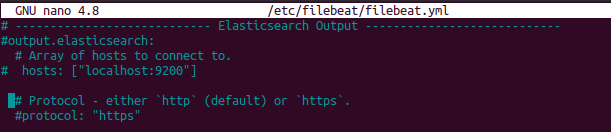 GNU nano 4.8 /etc/filebeat/filebeat.yml
# ---------------------------- Elasticsearch Output ----------------------------
#output.elasticsearch:
# Array of hosts to connect to.
# hosts: ["localhost:9200"]
# Protocol - either `http` (default) or `https`.
#protocol: "https"